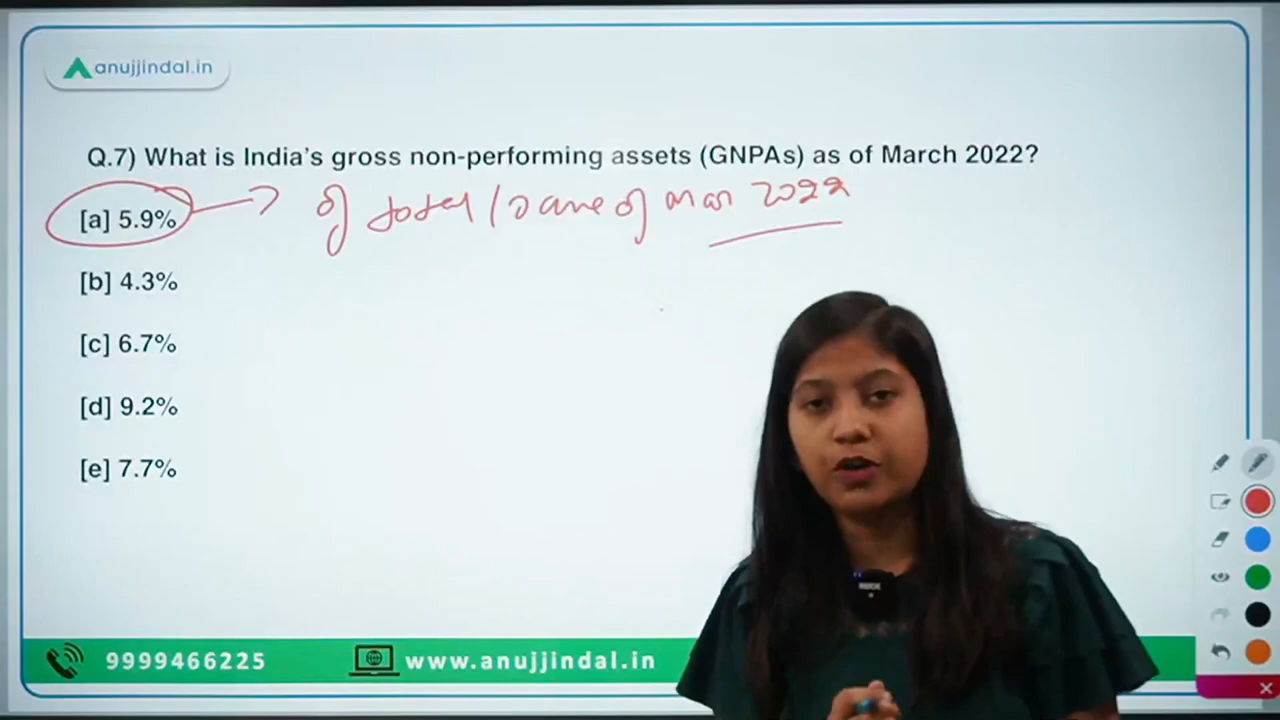 anujjindal.in
Q.7) What is India's gross non-performing assets (GNPAs) as of March 2022?
[a] 5.9%
of total loans of Mar 2022
[b] 4.3%
[c] 6.7%
[d] 9.2%
[e] 7.7%
9999466225
www.anujjindal.in